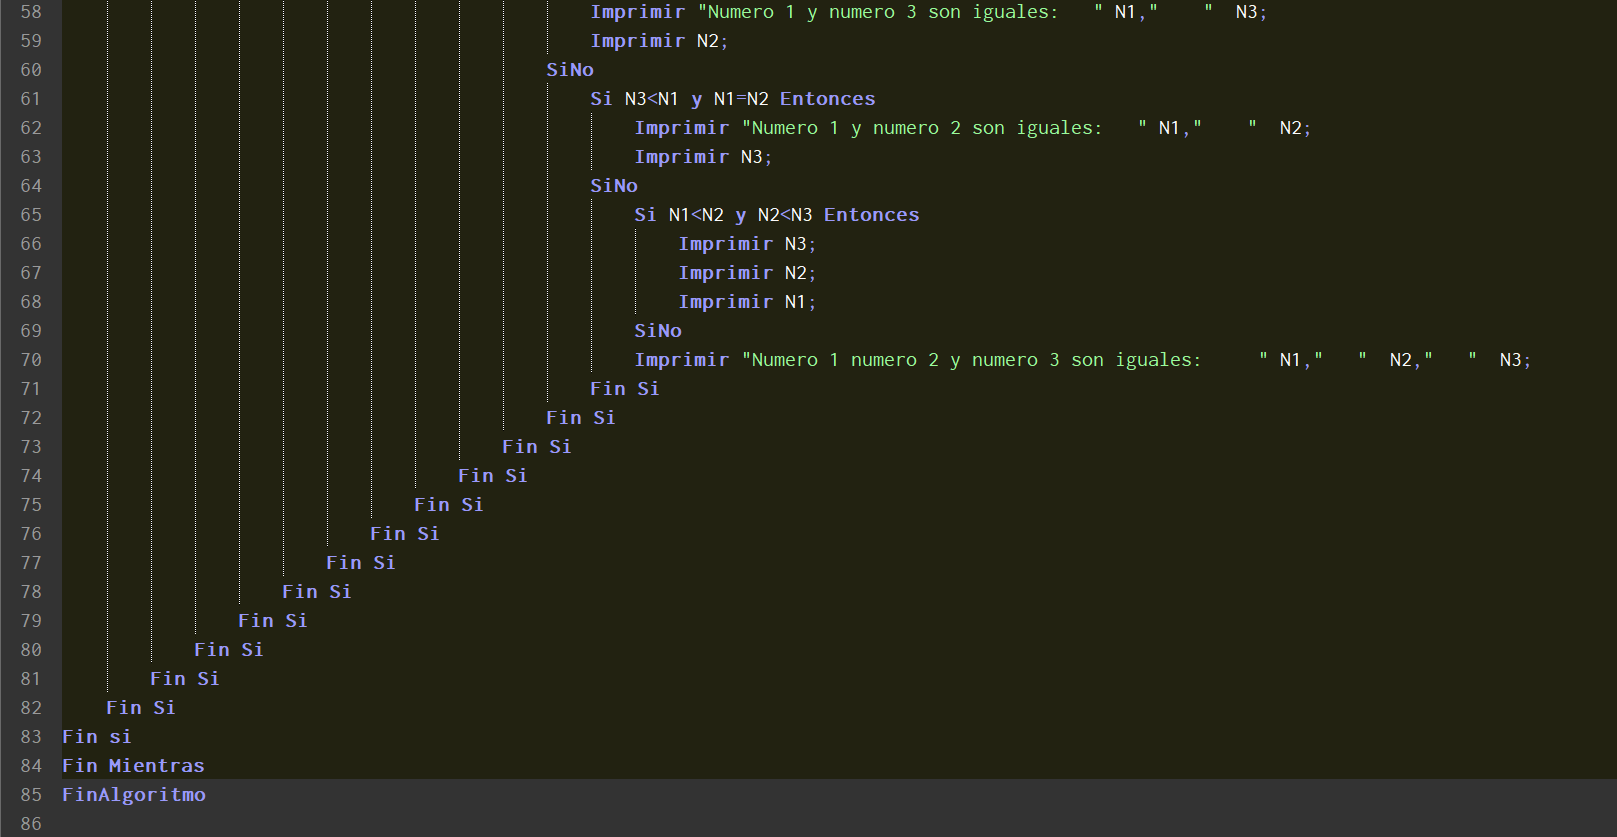 58 Imprimir "Numero 1 y numero 3 son iguales:   " N1,"    "  N3;
59 Imprimir N2;
60 SiNo
61 Si N3<N1 y N1=N2 Entonces
62 Imprimir "Numero 1 y numero 2 son iguales:   " N1,"    "  N2;
63 Imprimir N3;
64 SiNo
65 Si N1<N2 y N2<N3 Entonces
66 Imprimir N3;
67 Imprimir N2;
68 Imprimir N1;
69 SiNo
70 Imprimir "Numero 1 numero 2 y numero 3 son iguales:     " N1,"   "  N2,"   "  N3;
71 Fin Si
72 Fin Si
73 Fin Si
74 Fin Si
75 Fin Si
76 Fin Si
77 Fin Si
78 Fin Si
79 Fin Si
80 Fin Si
81 Fin Si
82 Fin Si
83 Fin si
84 Fin Mientras
85 FinAlgoritmo
86